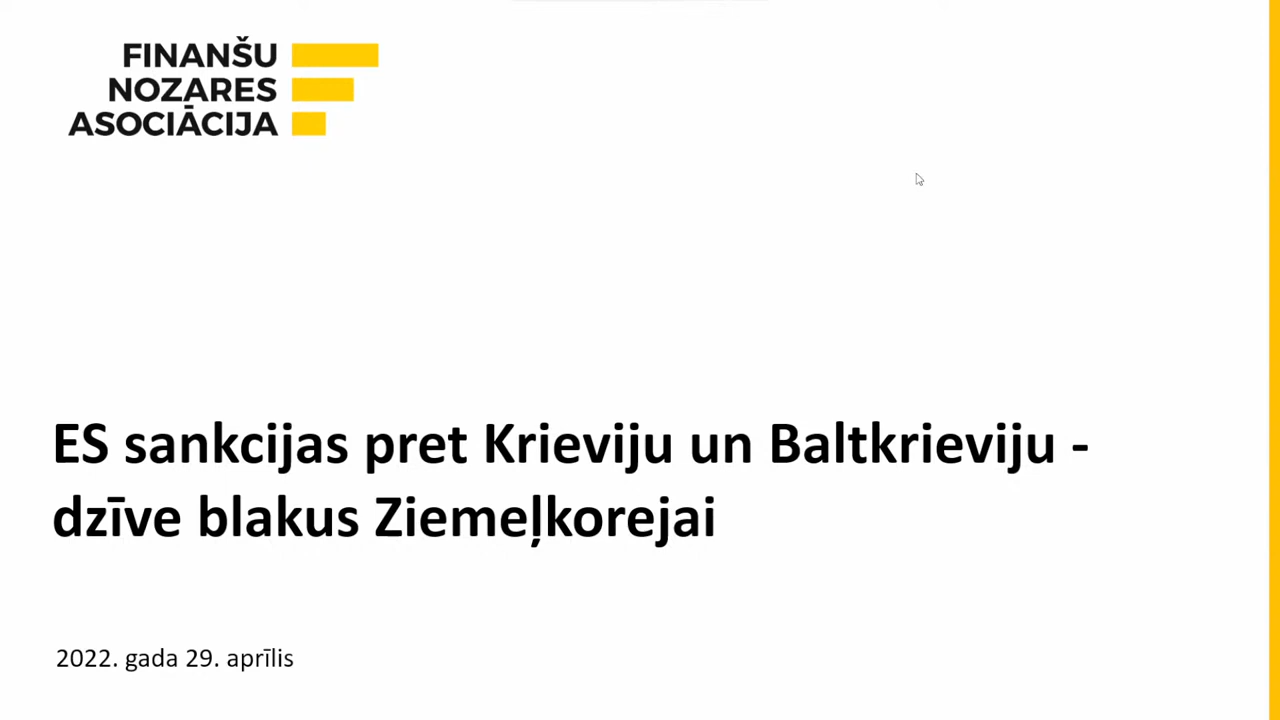 FINANŠU
NOZARES
ASOCIĀCIJA
ES sankcijas pret Krieviju un Baltkrieviju -
dzīve blakus Ziemeļkorejai
2022. gada 29. aprīlis